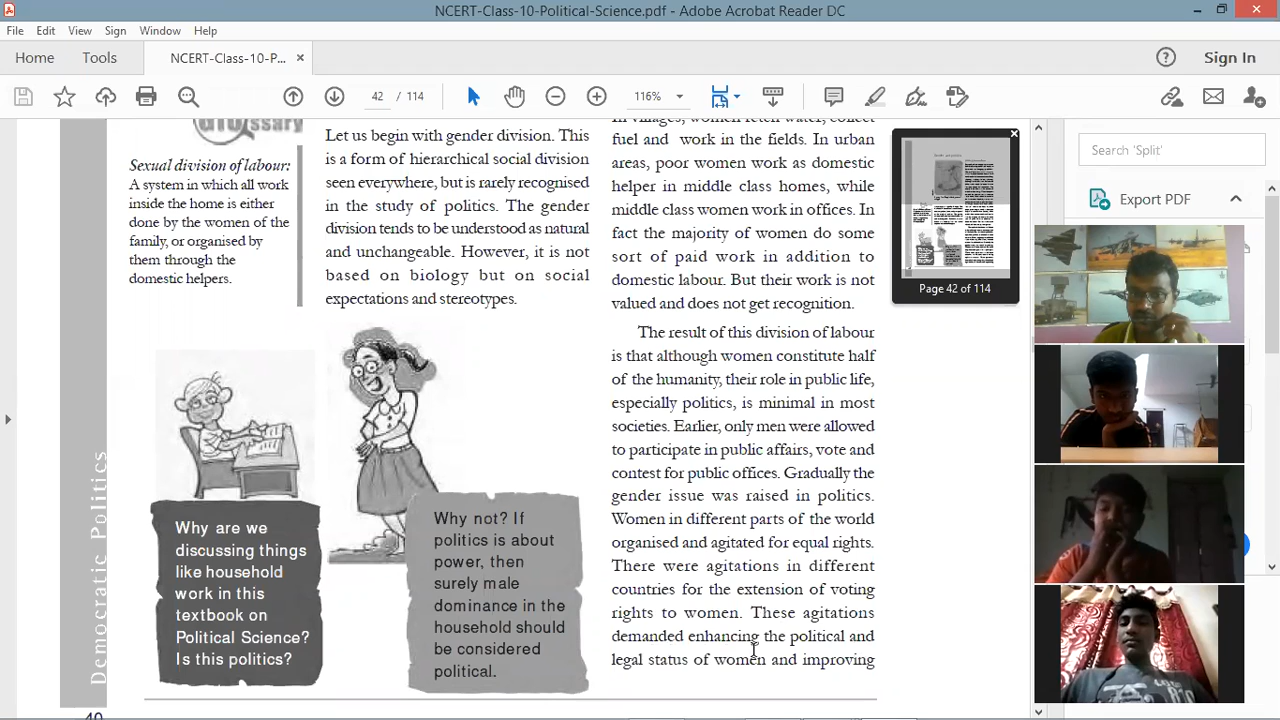 NCERT-Class-10-Political-Science.pdf - Adobe Acrobat Reader DC
File Edit View Sign Window Help
Home Tools NCERT-Class-10-P... × Sign In
42 / 114 116%
Glossary
Sexual division of labour:
A system in which all work
inside the home is either
done by the women of the
family, or organised by
them through the
domestic helpers.
Let us begin with gender division. This
is a form of hierarchical social division
seen everywhere, but is rarely recognised
in the study of politics. The gender
division tends to be understood as natural
and unchangeable. However, it is not
based on biology but on social
expectations and stereotypes.
Why are we
discussing things
like household
work in this
textbook on
Political Science?
Is this politics?
Why not? If
politics is about
power, then
surely male
dominance in the
household should
be considered
political.
In villages, women fetch water, collect
fuel and work in the fields. In urban
areas, poor women work as domestic
helper in middle class homes, while
middle class women work in offices. In
fact the majority of women do some
sort of paid work in addition to
domestic labour. But their work is not
valued and does not get recognition.
The result of this division of labour
is that although women constitute half
of the humanity, their role in public life,
especially politics, is minimal in most
societies. Earlier, only men were allowed
to participate in public affairs, vote and
contest for public offices. Gradually the
gender issue was raised in politics.
Women in different parts of the world
organised and agitated for equal rights.
There were agitations in different
countries for the extension of voting
rights to women. These agitations
demanded enhancing the political and
legal status of women and improving
Democratic Politics
40
Page 42 of 114
Search 'Split'
Export PDF